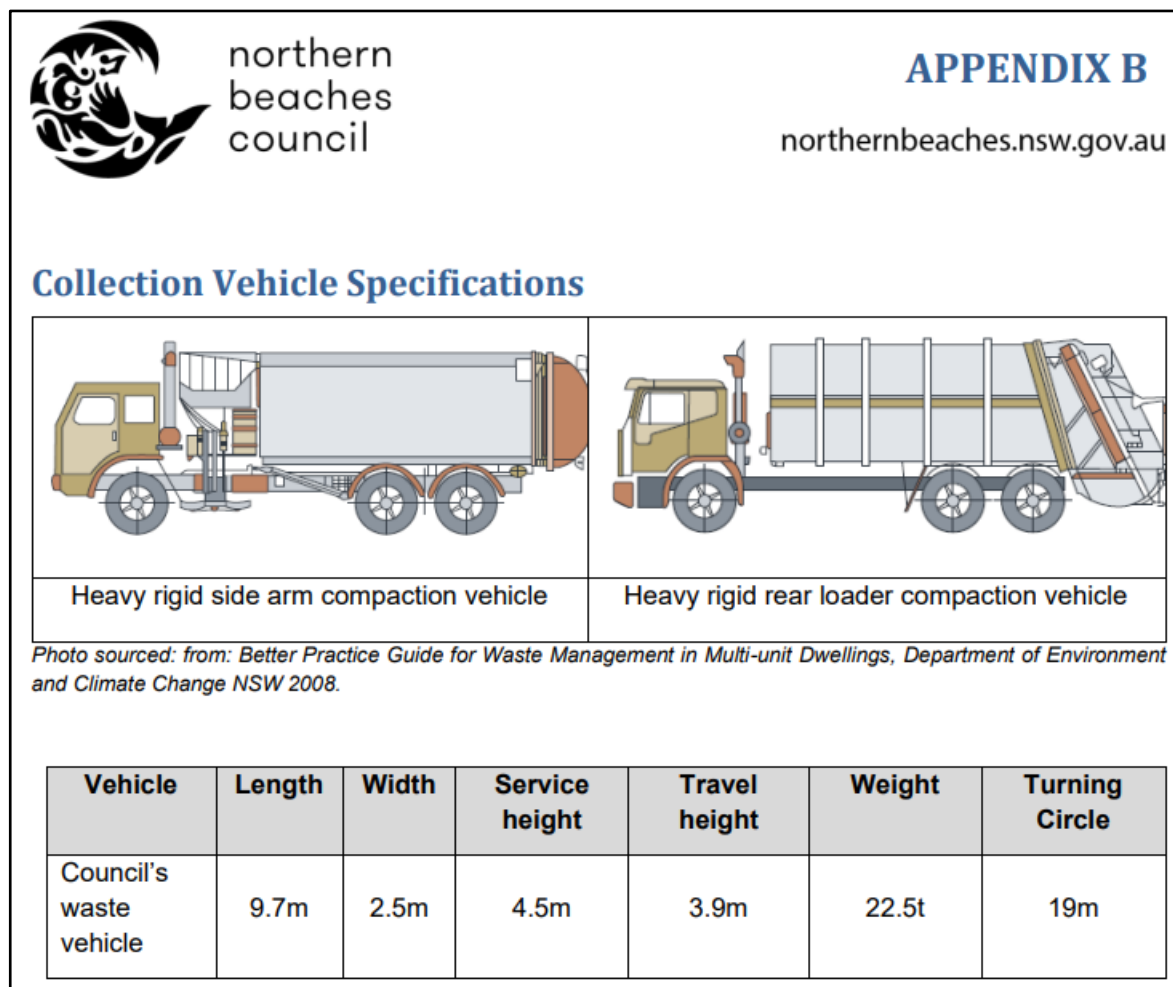 northern
beaches
council
APPENDIX B
northernbeaches.nsw.gov.au
Collection Vehicle Specifications
Heavy rigid side arm compaction vehicle
Heavy rigid rear loader compaction vehicle
Photo sourced: from: Better Practice Guide for Waste Management in Multi-unit Dwellings, Department of Environment
and Climate Change NSW 2008.
Vehicle Length Width Service height Travel height Weight Turning Circle
Council’s waste vehicle 9.7m 2.5m 4.5m 3.9m 22.5t 19m